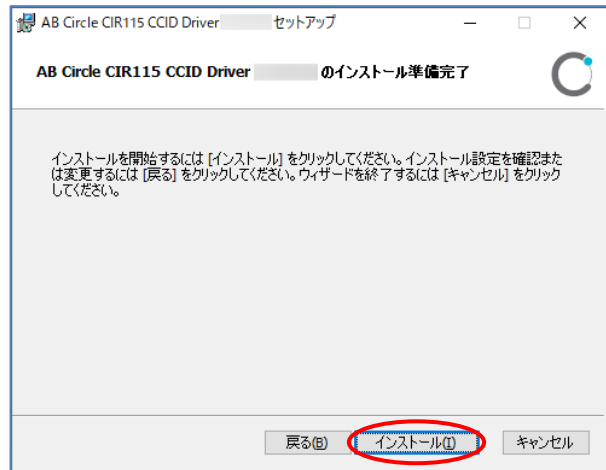 AB Circle CIR115 CCID Driver セットアップ
AB Circle CIR115 CCID Driver のインストール準備完了
インストールを開始するには [インストール] をクリックしてください。インストール設定を確認また
は変更するには [戻る] をクリックしてください。ウィザードを終了するには [キャンセル] をクリック
してください。
戻る(B) インストール(I) キャンセル